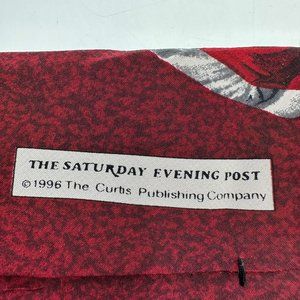 THE SATURDAY EVENING POST
©1996 The Curtis Publishing Company